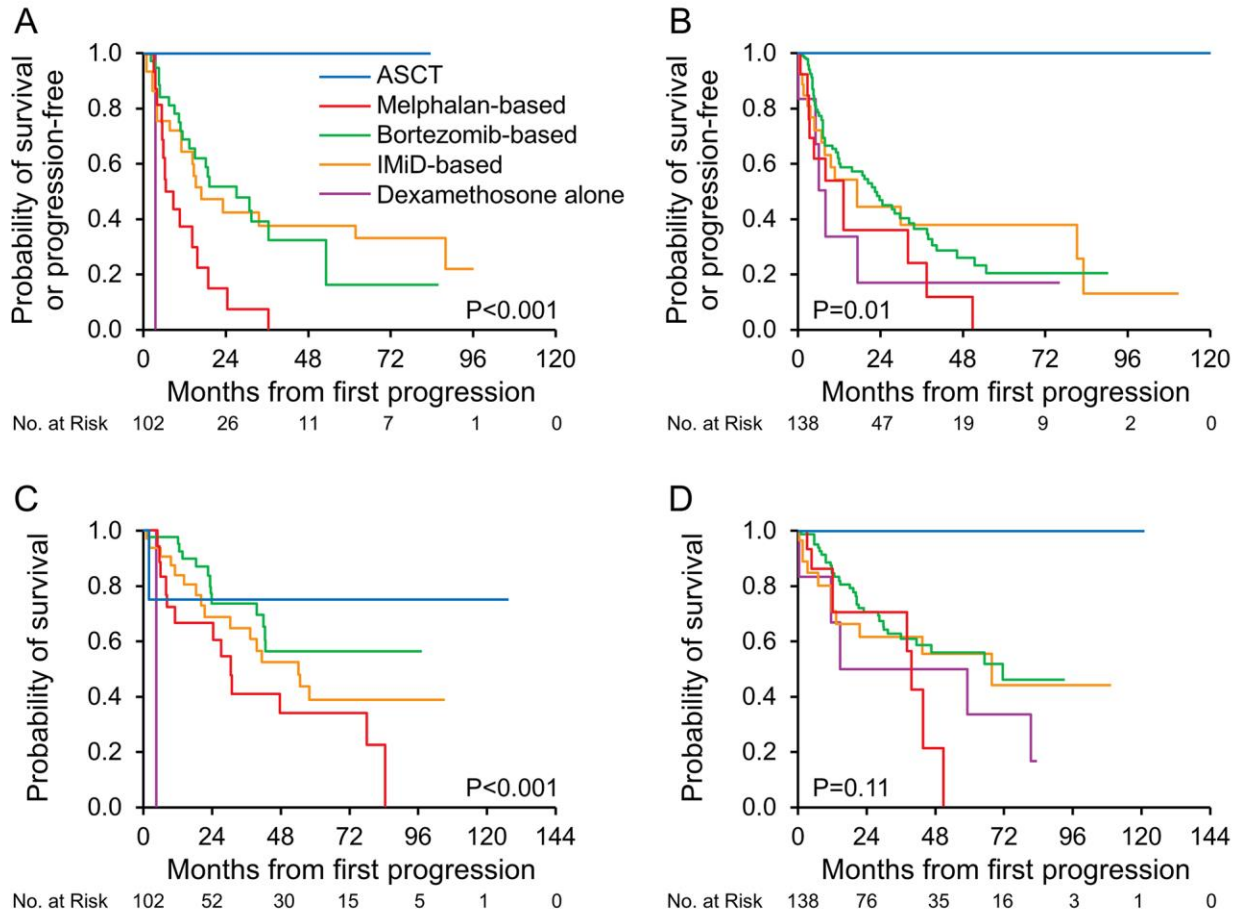 A
Probability of survival
or progression-free
1.0
0.8
0.6
0.4
0.2
0.0
ASCT
Melphalan-based
Bortezomib-based
IMiD-based
Dexamethosone alone
P<0.001
0 24 48 72 96 120
Months from first progression
No. at Risk 102 26 11 7 1 0
B
Probability of survival
or progression-free
1.0
0.8
0.6
0.4
0.2
0.0
P=0.01
0 24 48 72 96 120
Months from first progression
No. at Risk 138 47 19 9 2 0
C
Probability of survival
1.0
0.8
0.6
0.4
0.2
0.0
P<0.001
0 24 48 72 96 120 144
Months from first progression
No. at Risk 102 52 30 15 5 1 0
D
Probability of survival
1.0
0.8
0.6
0.4
0.2
0.0
P=0.11
0 24 48 72 96 120 144
Months from first progression
No. at Risk 138 76 35 16 3 1 0